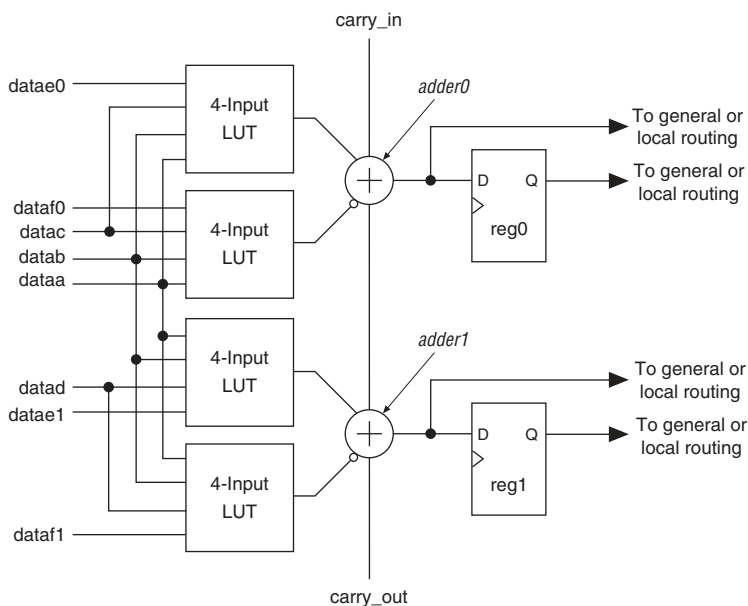 carry_in
adder0
datae0
4-Input
LUT
To general or
local routing
D Q
reg0
To general or
local routing
dataf0
datac
datab
dataa
4-Input
LUT
adder1
4-Input
LUT
To general or
local routing
datad
datae1
D Q
reg1
To general or
local routing
4-Input
LUT
dataf1
carry_out